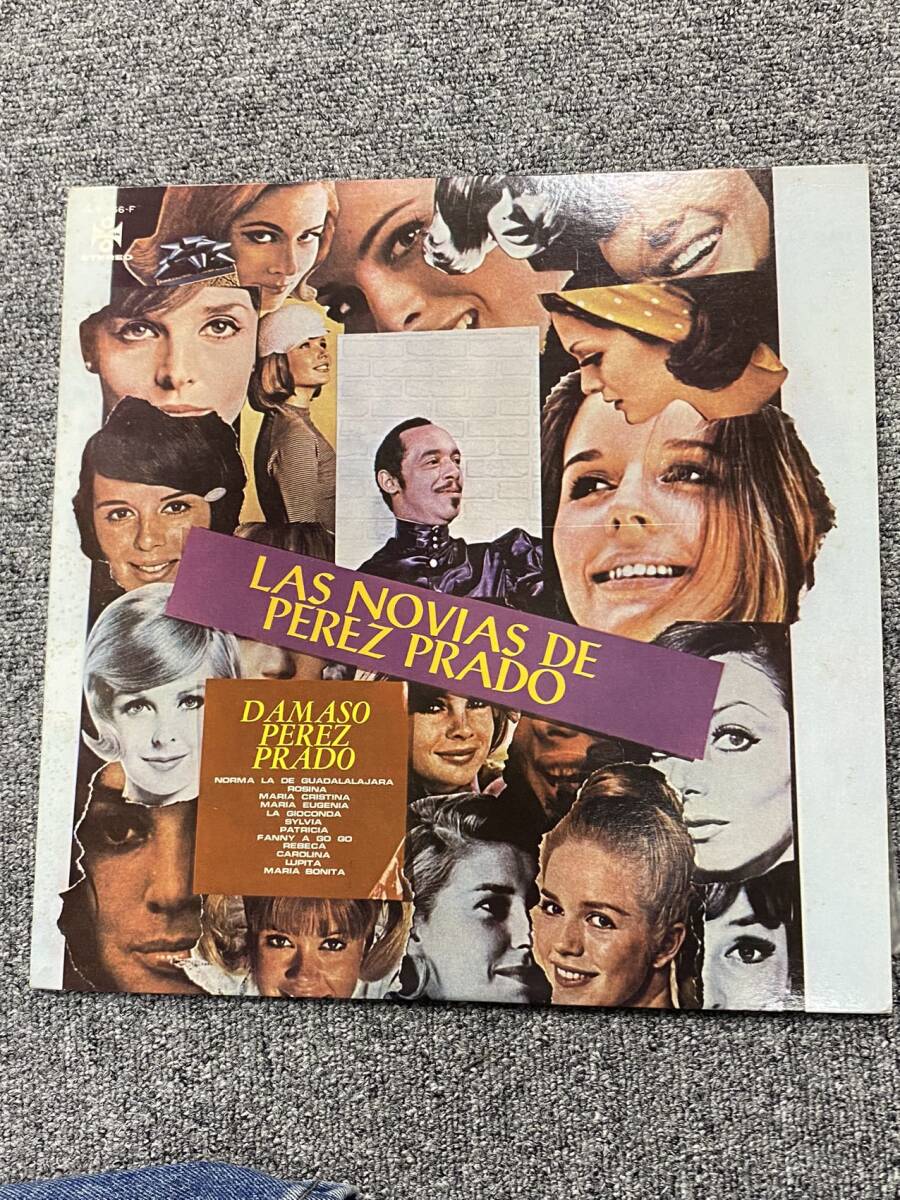 STEREO
LAS NOVIAS DE
PEREZ PRADO
DAMASO
PEREZ
PRADO
NORMA LA DE GUADALALAJARA
ROSINA
MARIA CRISTINA
MARIA EUGENIA
LA GIOCONDA
SYLVIA
PATRICIA
FANNY A GO GO
REBECA
CAROLINA
LUPITA
MARIA BONITA